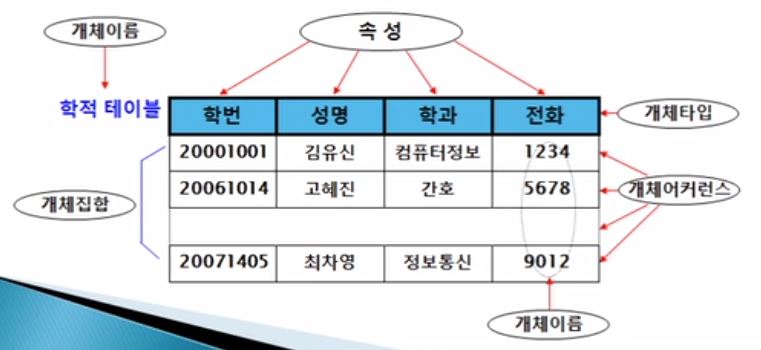 개체이름
속 성
학적 테이블
학번 성명 학과 전화
개체타입
20001001 김유신 컴퓨터정보 1234
20061014 고혜진 간호 5678
개체어커런스
개체집합
20071405 최차영 정보통신 9012
개체이름